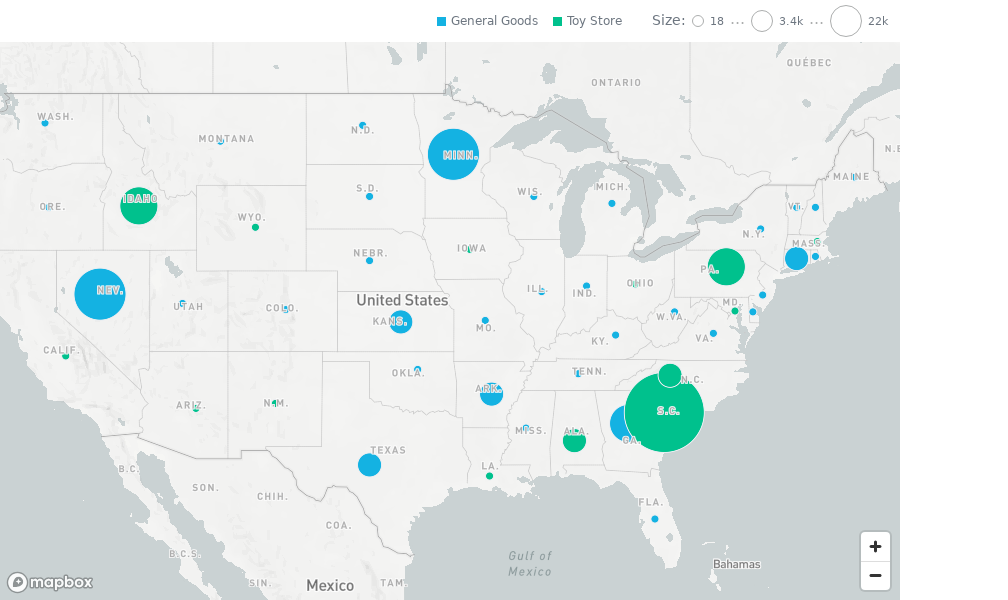 General Goods Toy Store Size: 18 ... 3.4k ... 22k
QUÉBEC
ONTARIO
WASH.
N.D.
MONTANA
MINN.
N.E
MAINE
ORE.
IDAHO
S.D.
WIS.
MICH.
VT.
WYO.
N.Y.
MASS.
IOWA
NEBR.
PA.
NEV.
ILL.
IND.
OHIO
United States
UTAH
COLO.
MD.
KANS.
MO.
W.VA.
VA.
CALIF.
KY.
OKLA.
TENN.
N.C.
ARK.
ARIZ.
N.M.
S.C.
MISS.
ALA.
GA.
TEXAS
B.C.
LA.
SON.
CHIH.
FLA.
COA.
B.C.S.
Gulf of
Mexico
Bahamas
+
−
mapbox
SIN.
Mexico
TAM.